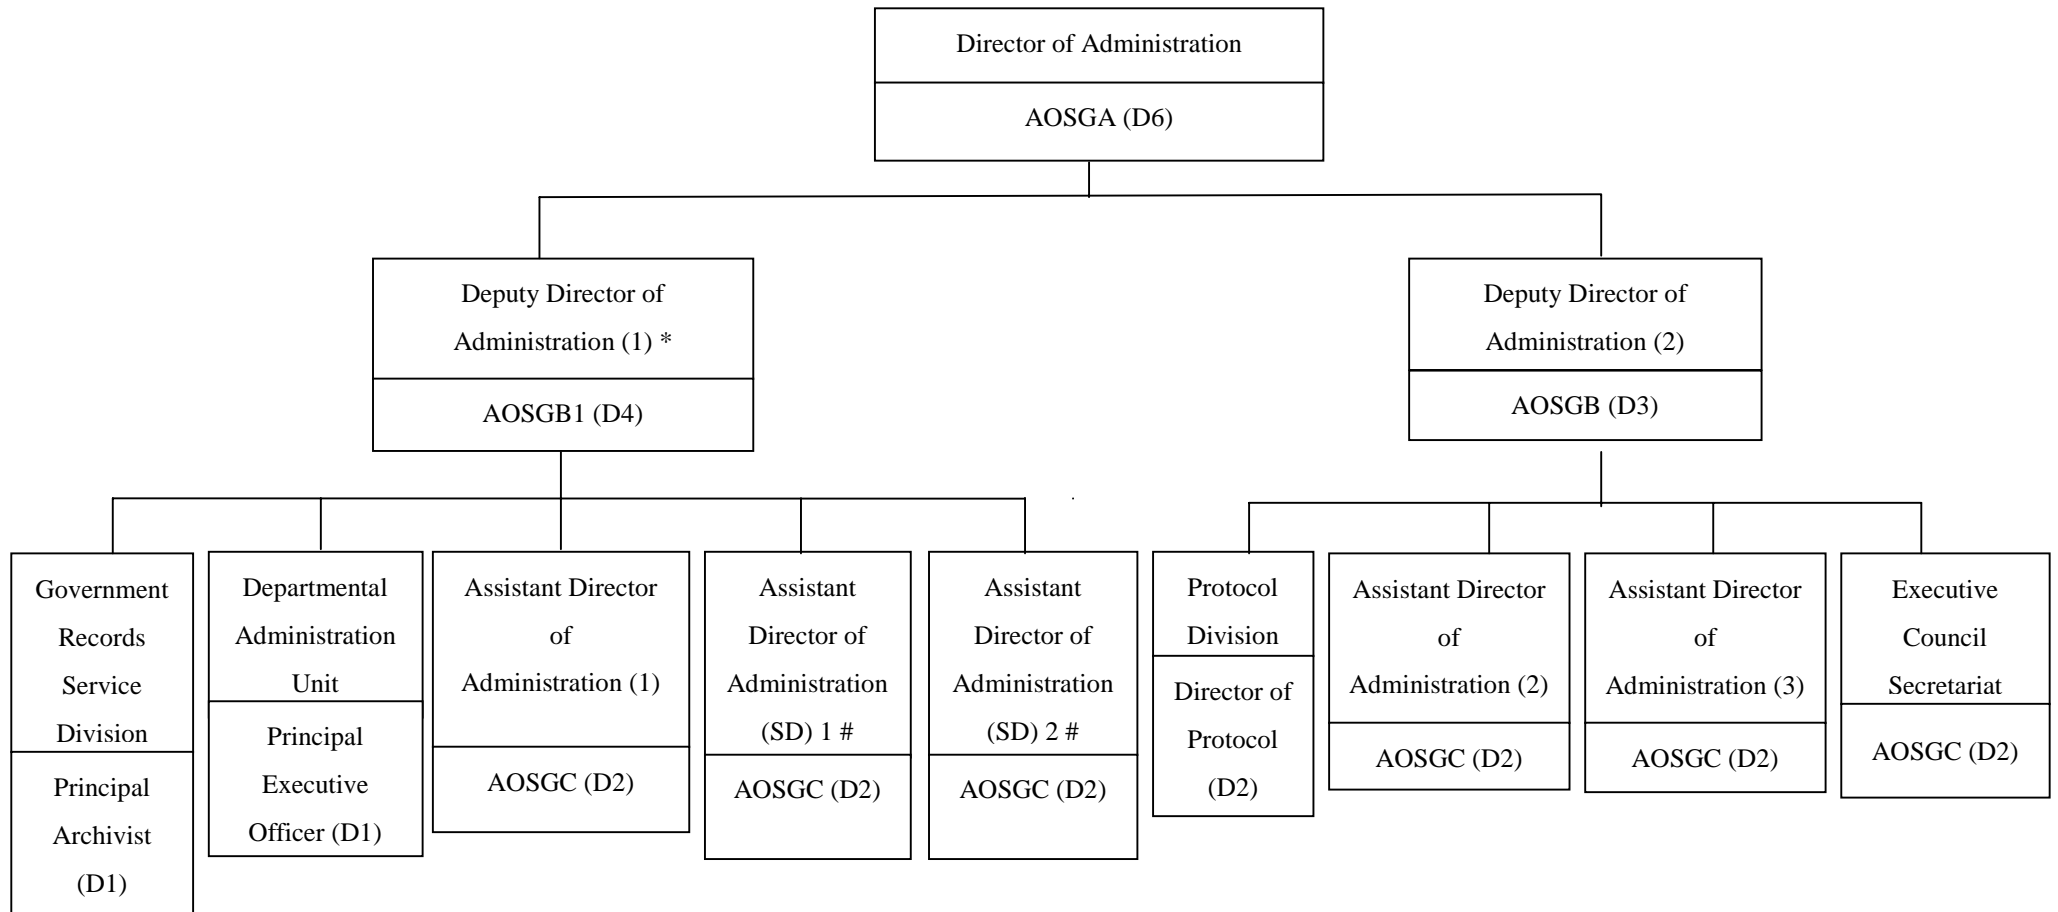 Director of Administration
AOSGA (D6)
Deputy Director of
Administration (1) *
AOSGB1 (D4)
Deputy Director of
Administration (2)
AOSGB (D3)
Government
Records
Service
Division
Principal
Archivist
(D1)
Departmental
Administration
Unit
Principal
Executive
Officer (D1)
Assistant Director
of
Administration (1)
AOSGC (D2)
Assistant
Director of
Administration
(SD) 1 #
AOSGC (D2)
Assistant
Director of
Administration
(SD) 2 #
AOSGC (D2)
Protocol
Division
Director of
Protocol
(D2)
Assistant Director
of
Administration (2)
AOSGC (D2)
Assistant Director
of
Administration (3)
AOSGC (D2)
Executive
Council
Secretariat
AOSGC (D2)